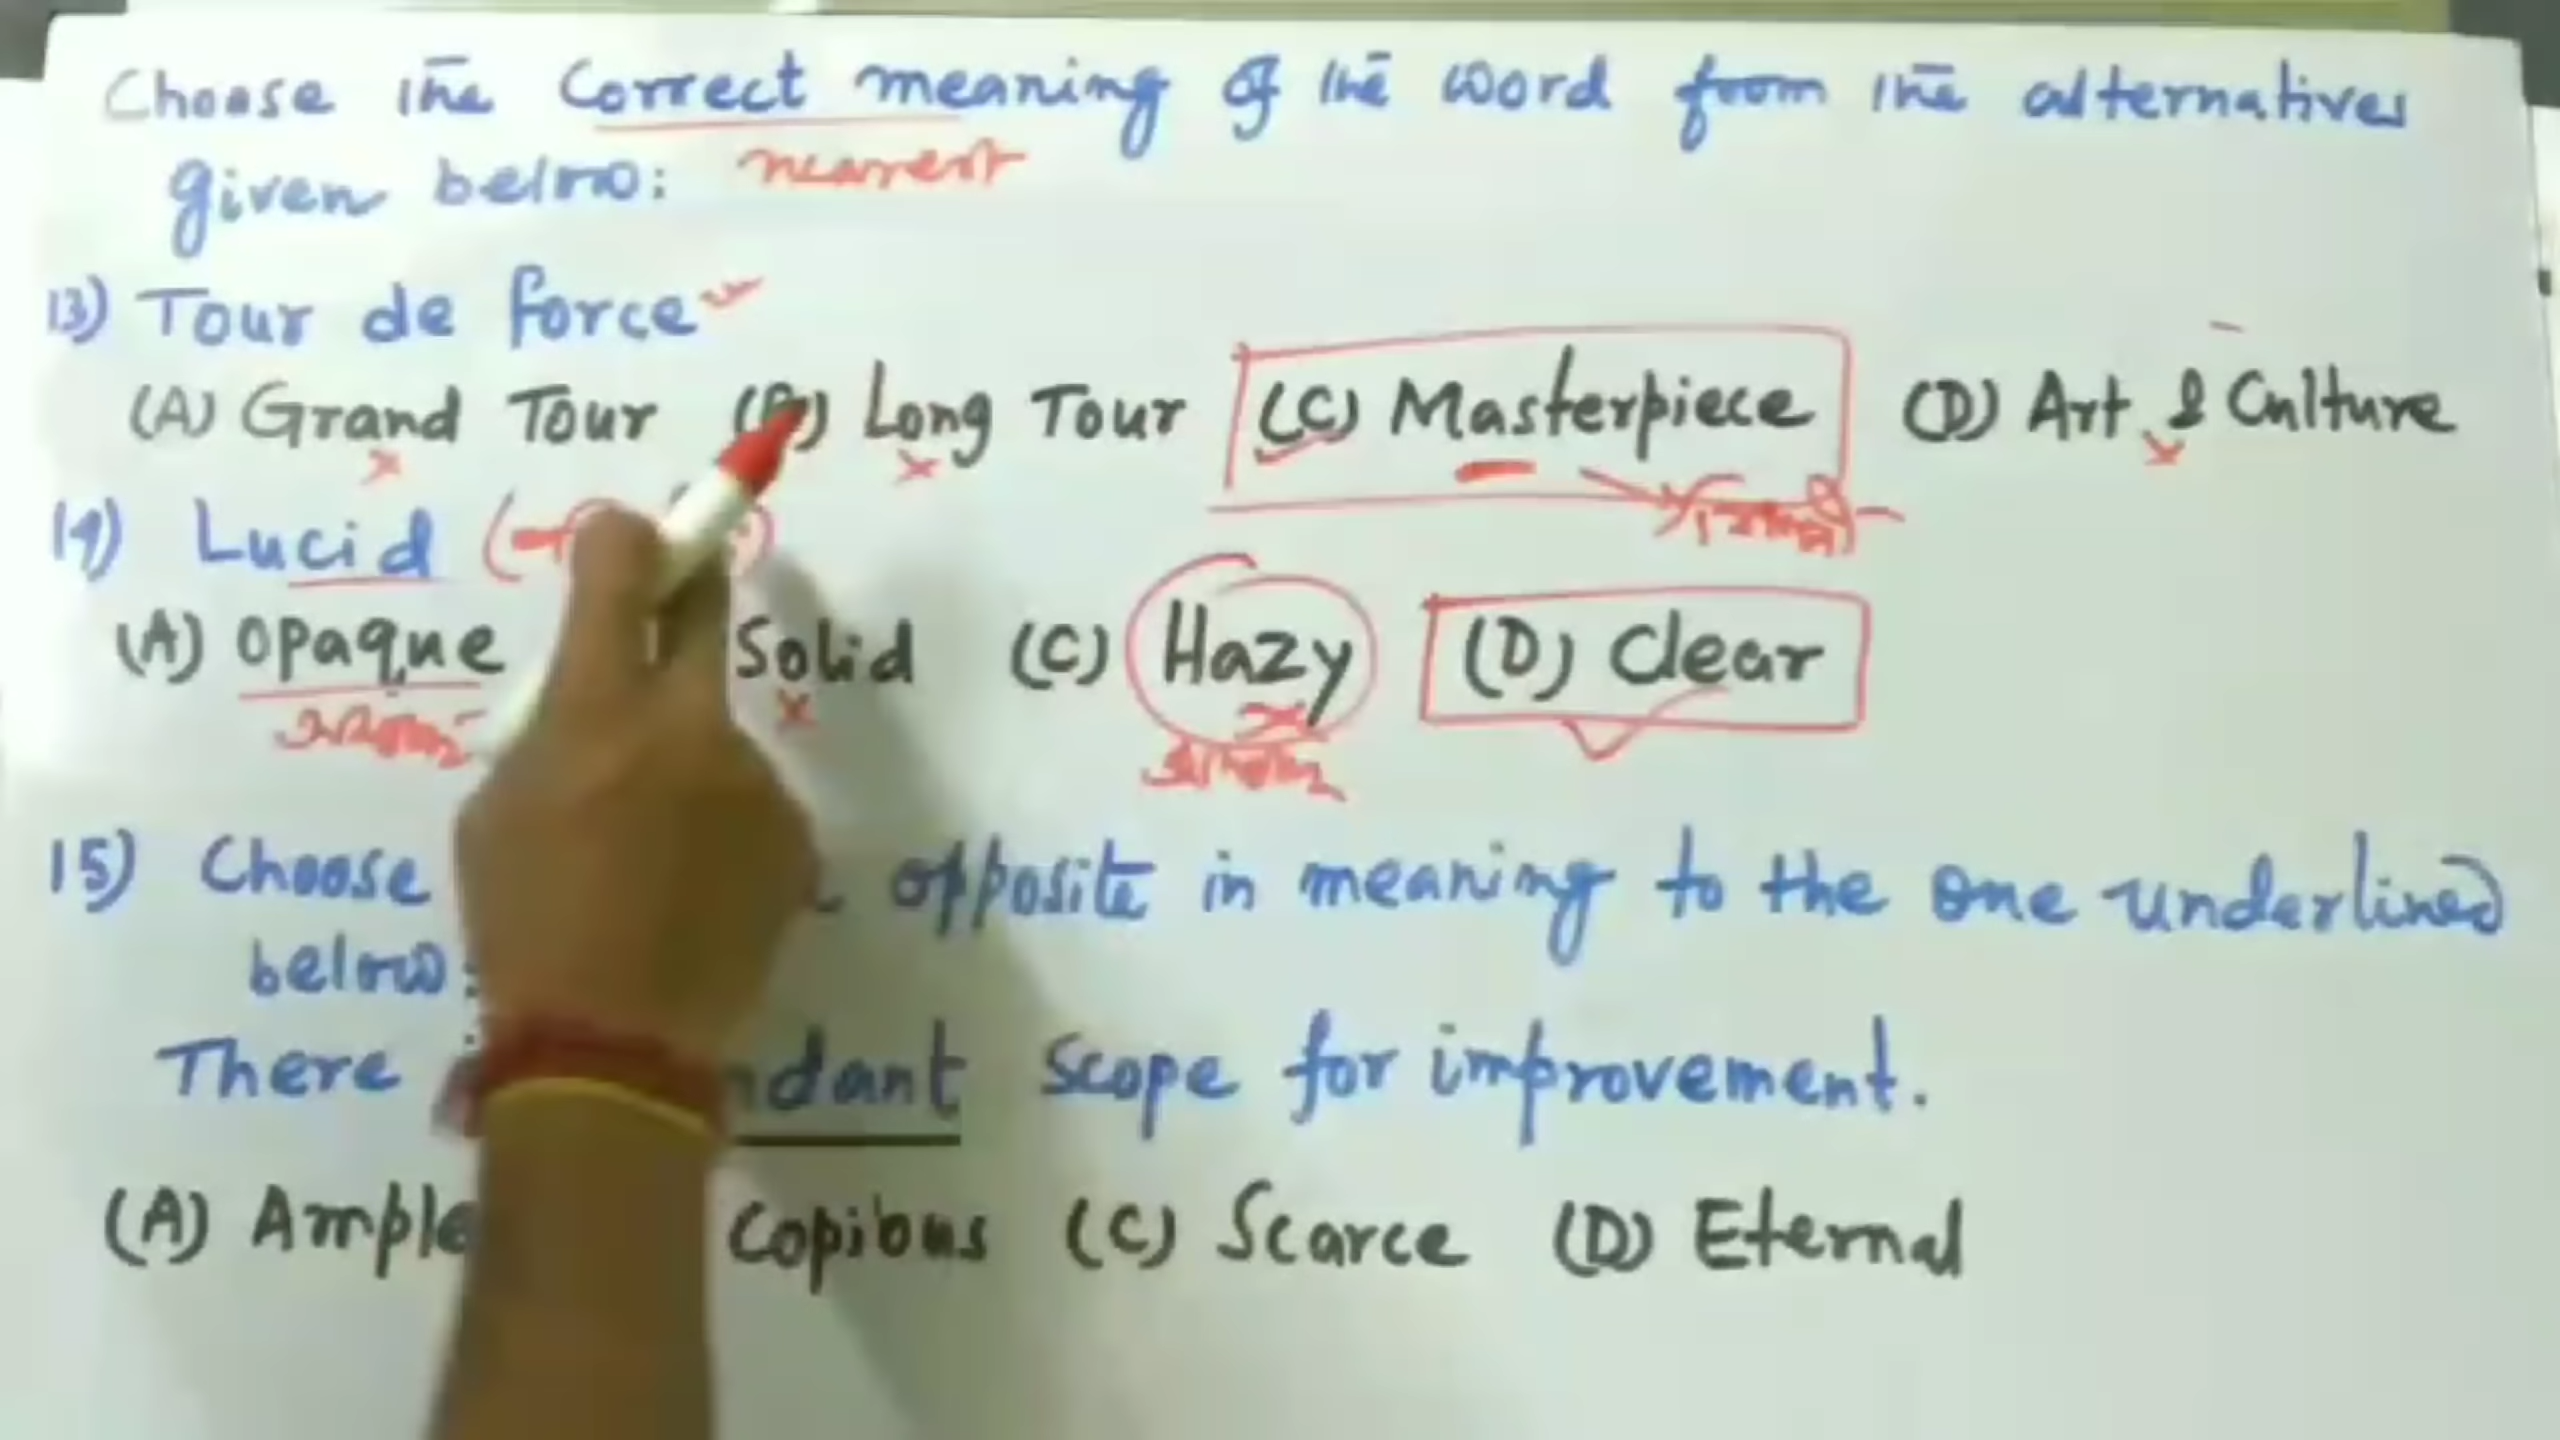 Choose the Correct meaning of the word from the alternatives
given below: nearest
13) Tour de force
(A) Grand Tour (B) Long Tour (C) Masterpiece (D) Art & Culture
14) Lucid
(A) Opaque Solid (C) Hazy (D) Clear
15) Choose opposite in meaning to the one underlined
below:
There ndant scope for improvement.
(A) Ample Copious (C) Scarce (D) Eternal